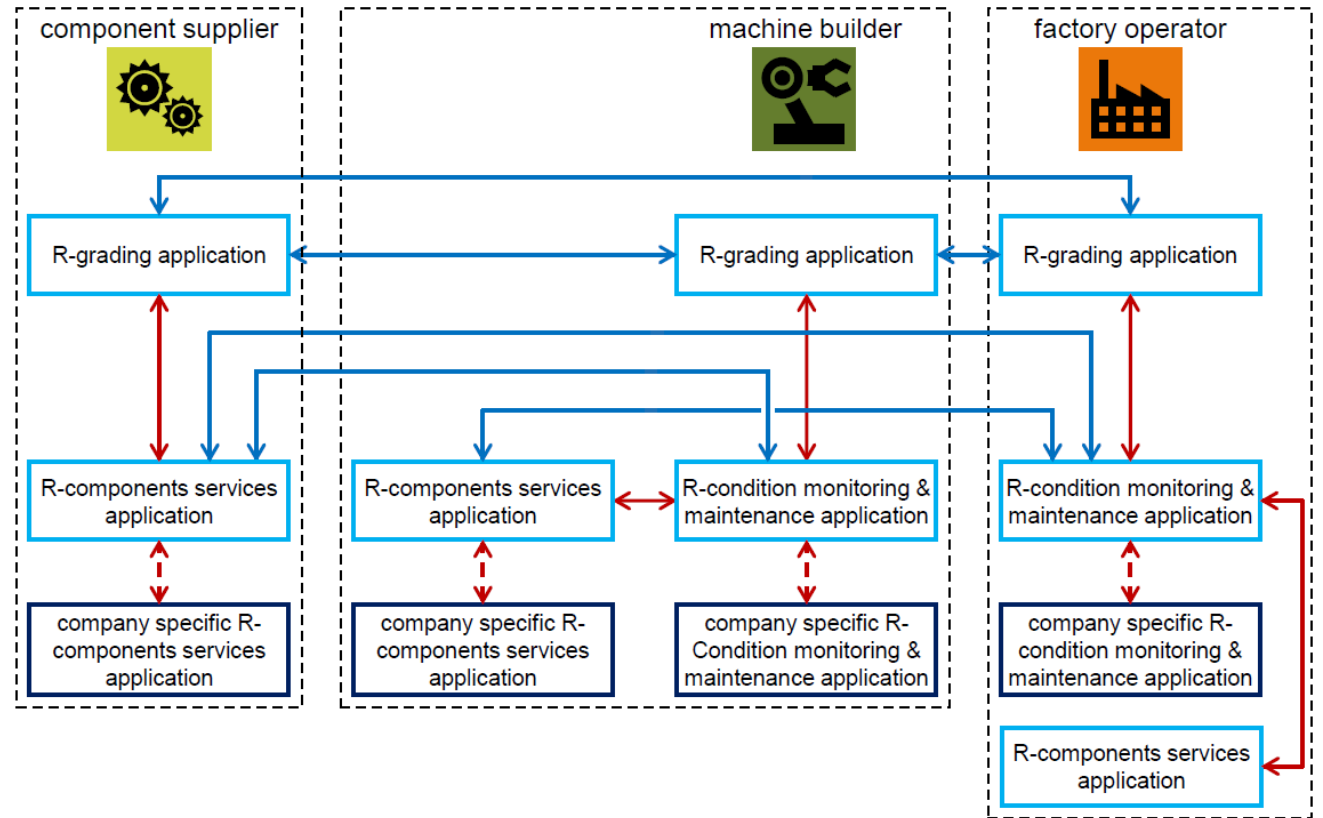 component supplier
machine builder
factory operator
R-grading application
R-grading application
R-grading application
R-components services
application
R-components services
application
R-condition monitoring &
maintenance application
R-condition monitoring &
maintenance application
company specific R-
components services
application
company specific R-
components services
application
company specific R-
Condition monitoring &
maintenance application
company specific R-
condition monitoring &
maintenance application
R-components services
application